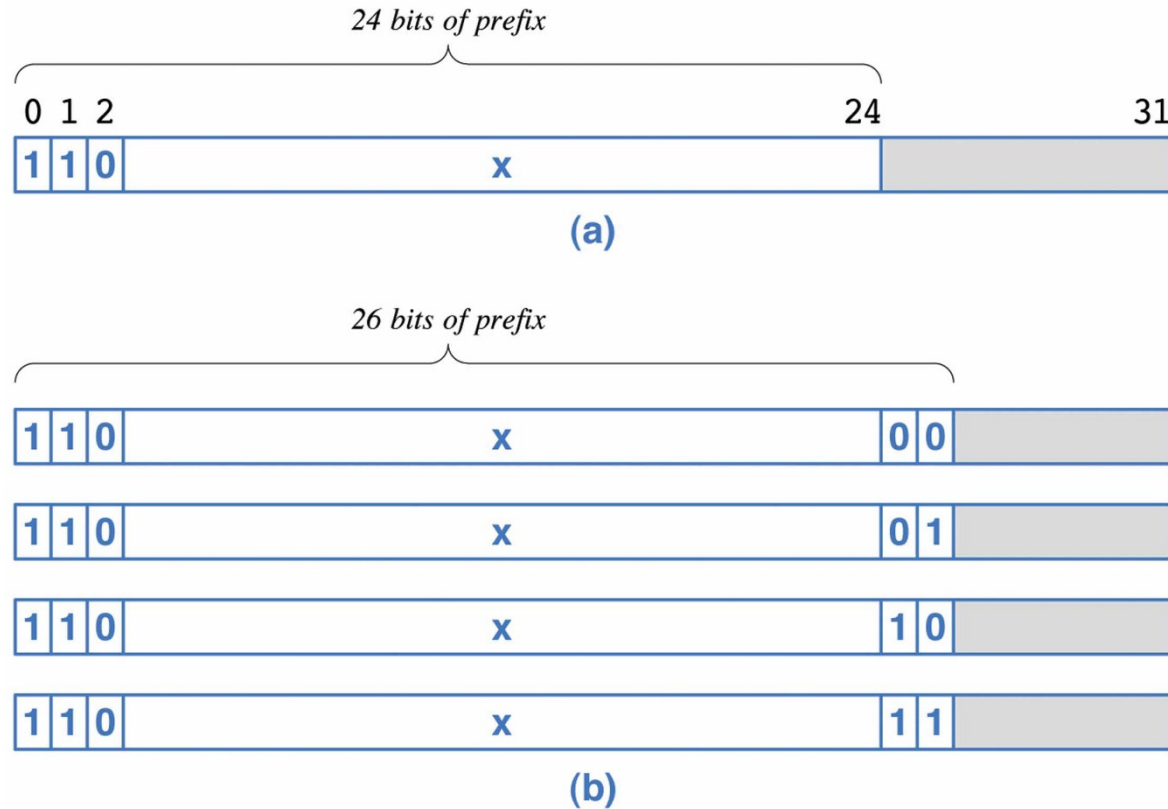 24 bits of prefix
0 1 2 24 31
1 1 0 x
(a)
26 bits of prefix
1 1 0 x 0 0
1 1 0 x 0 1
1 1 0 x 1 0
1 1 0 x 1 1
(b)